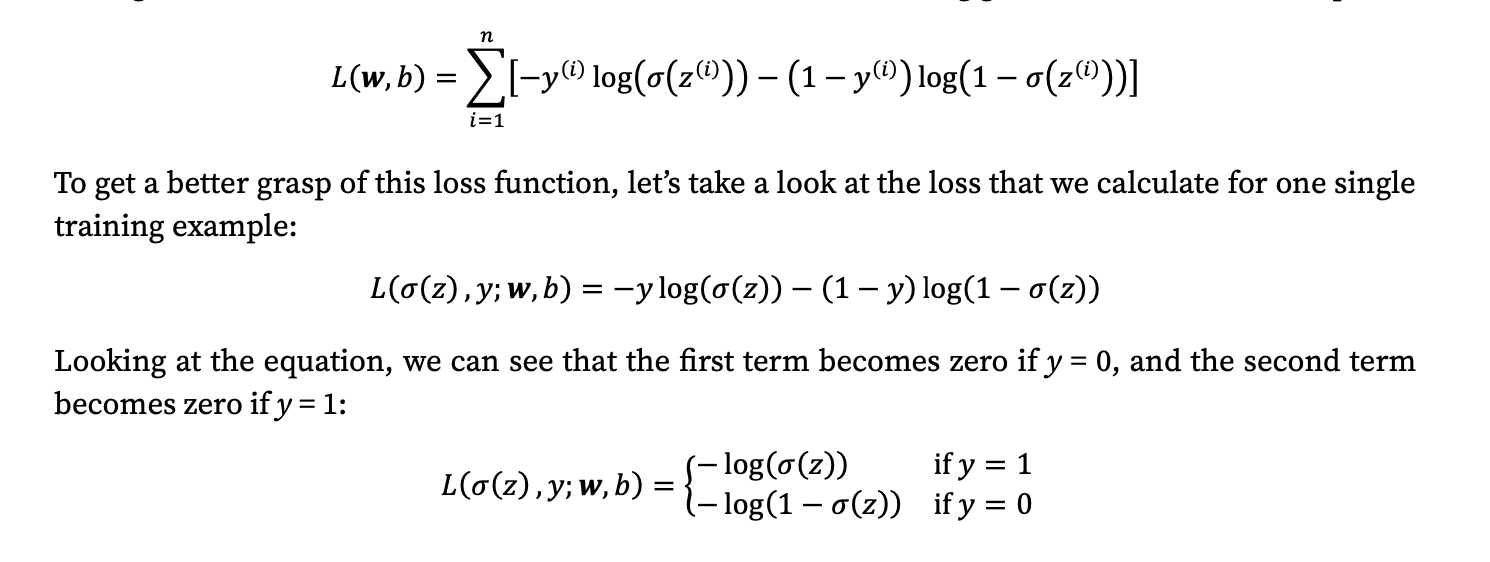 L(w, b) = ∑ᵢ₌₁ⁿ [−y⁽ⁱ⁾ log(σ(z⁽ⁱ⁾)) − (1 − y⁽ⁱ⁾) log(1 − σ(z⁽ⁱ⁾))]
To get a better grasp of this loss function, let’s take a look at the loss that we calculate for one single
training example:
L(σ(z), y; w, b) = −y log(σ(z)) − (1 − y) log(1 − σ(z))
Looking at the equation, we can see that the first term becomes zero if y = 0, and the second term
becomes zero if y = 1:
L(σ(z), y; w, b) = { − log(σ(z)) if y = 1
− log(1 − σ(z)) if y = 0